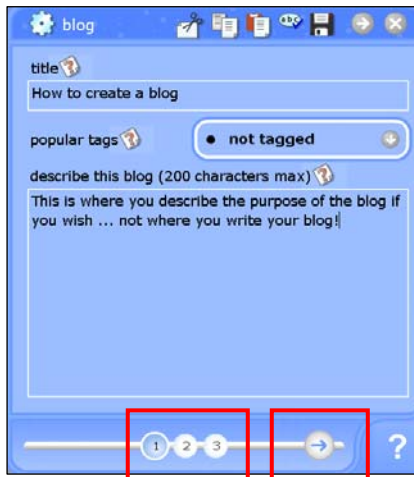 blog
abc
title
How to create a blog
popular tags
not tagged
describe this blog (200 characters max)
This is where you describe the purpose of the blog if
you wish ... not where you write your blog!
1 2 3
?